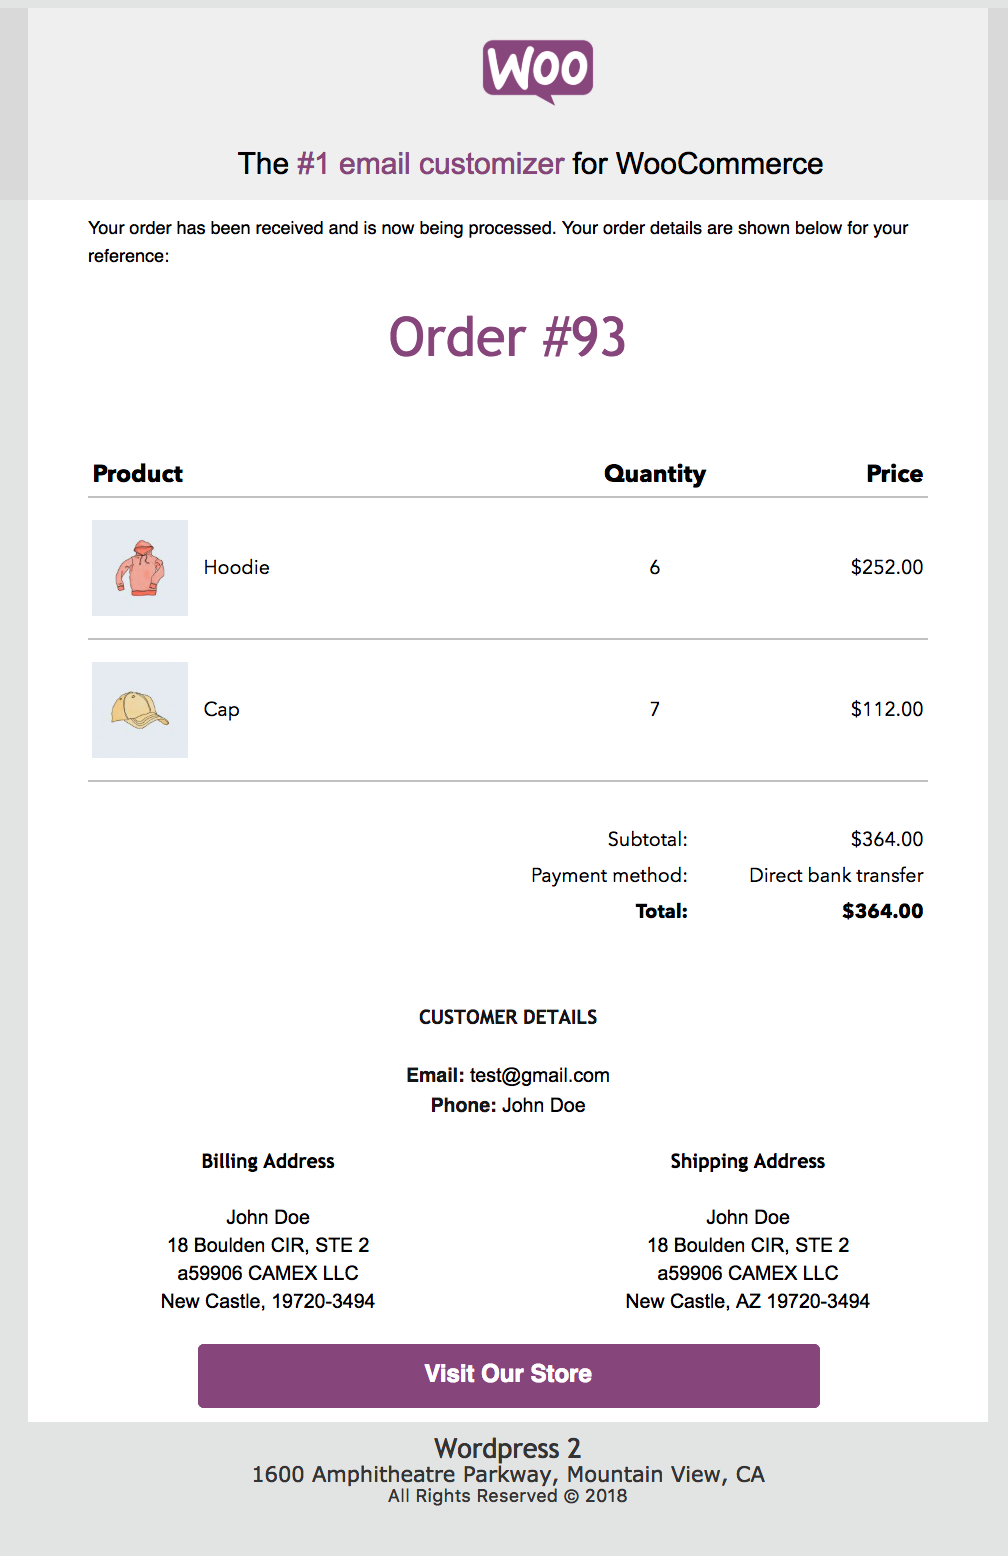 Woo
The #1 email customizer for WooCommerce
Your order has been received and is now being processed. Your order details are shown below for your
reference:
Order #93
Product Quantity Price
Hoodie 6 $252.00
Cap 7 $112.00
Subtotal: $364.00
Payment method: Direct bank transfer
Total: $364.00
CUSTOMER DETAILS
Email: test@gmail.com
Phone: John Doe
Billing Address
John Doe
18 Boulden CIR, STE 2
a59906 CAMEX LLC
New Castle, 19720-3494
Shipping Address
John Doe
18 Boulden CIR, STE 2
a59906 CAMEX LLC
New Castle, AZ 19720-3494
Visit Our Store
Wordpress 2
1600 Amphitheatre Parkway, Mountain View, CA
All Rights Reserved © 2018